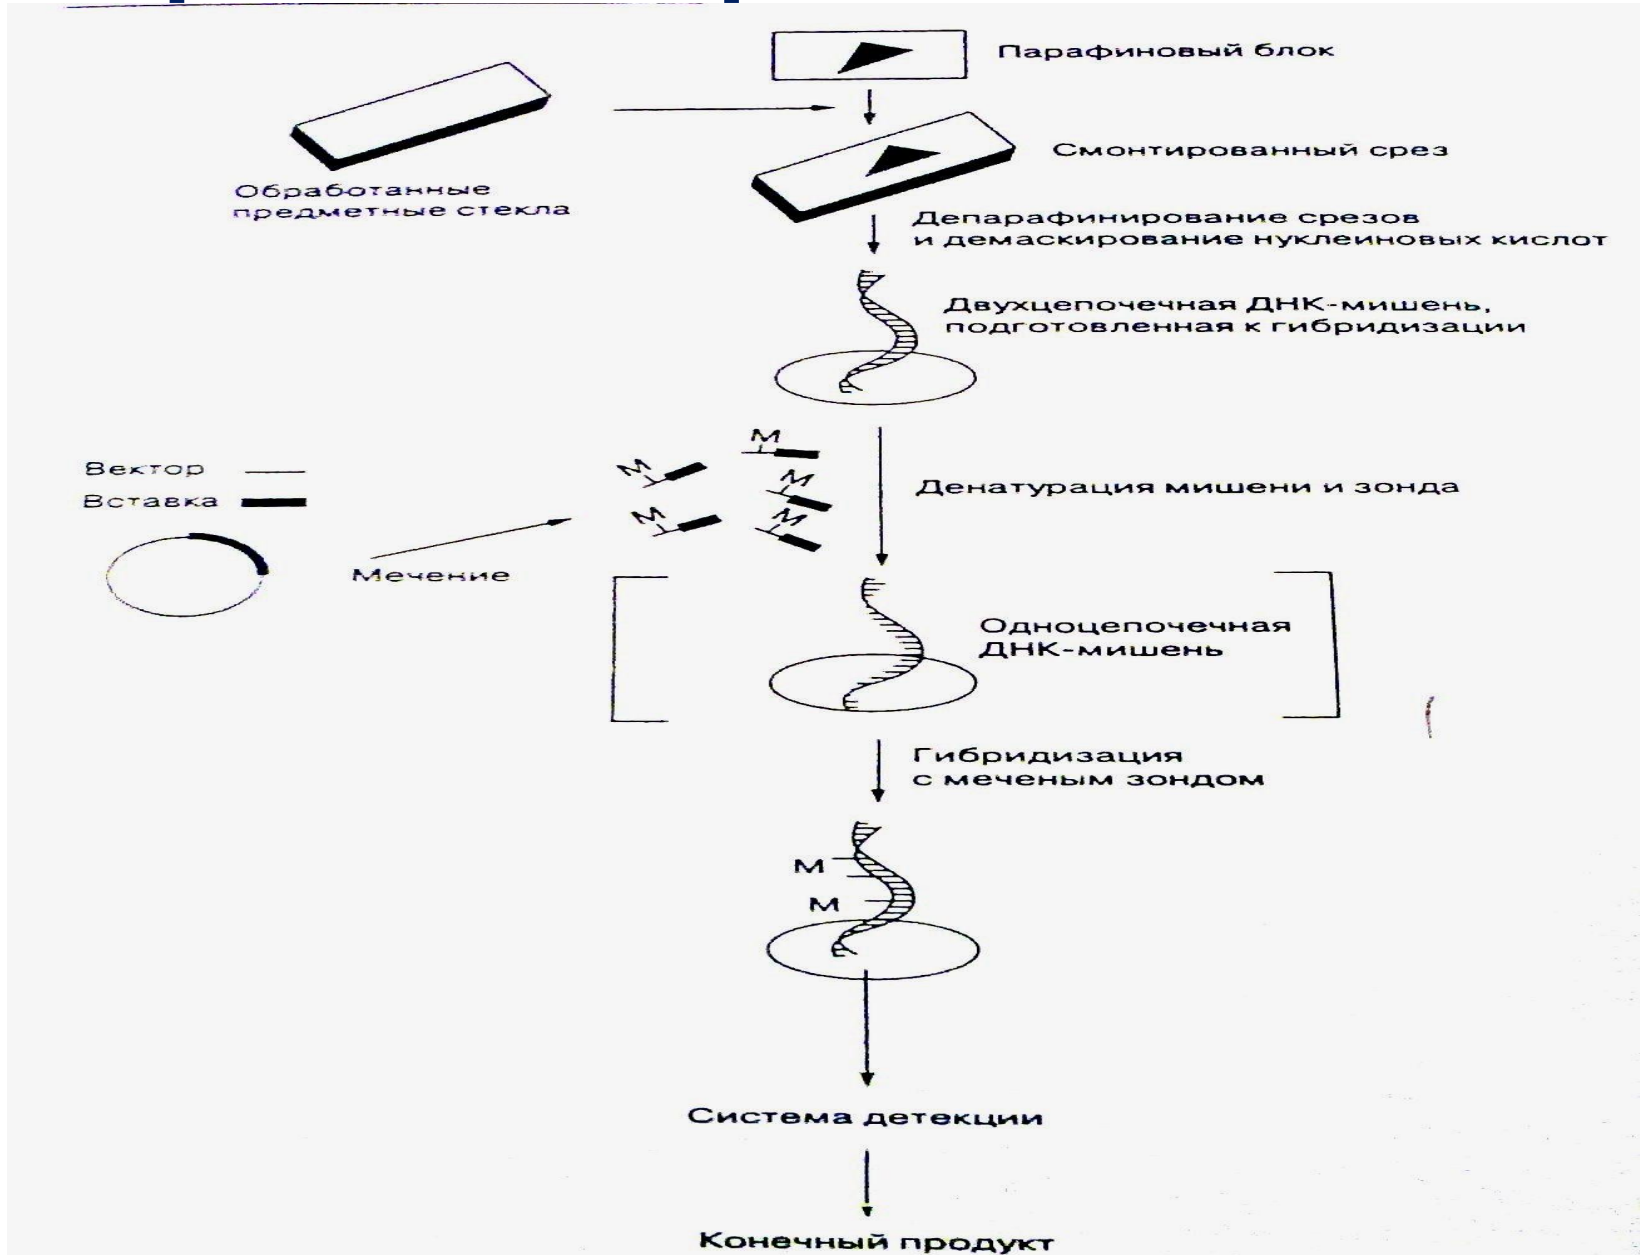 Парафиновый блок
Смонтированный срез
Обработанные
предметные стекла
Депарафинирование срезов
и демаскирование нуклеиновых кислот
Двухцепочечная ДНК-мишень,
подготовленная к гибридизации
Вектор
Вставка
Мечение
М
М
М
М
М
Денатурация мишени и зонда
Одноцепочечная
ДНК-мишень
Гибридизация
с меченым зондом
М
М
Система детекции
Конечный продукт